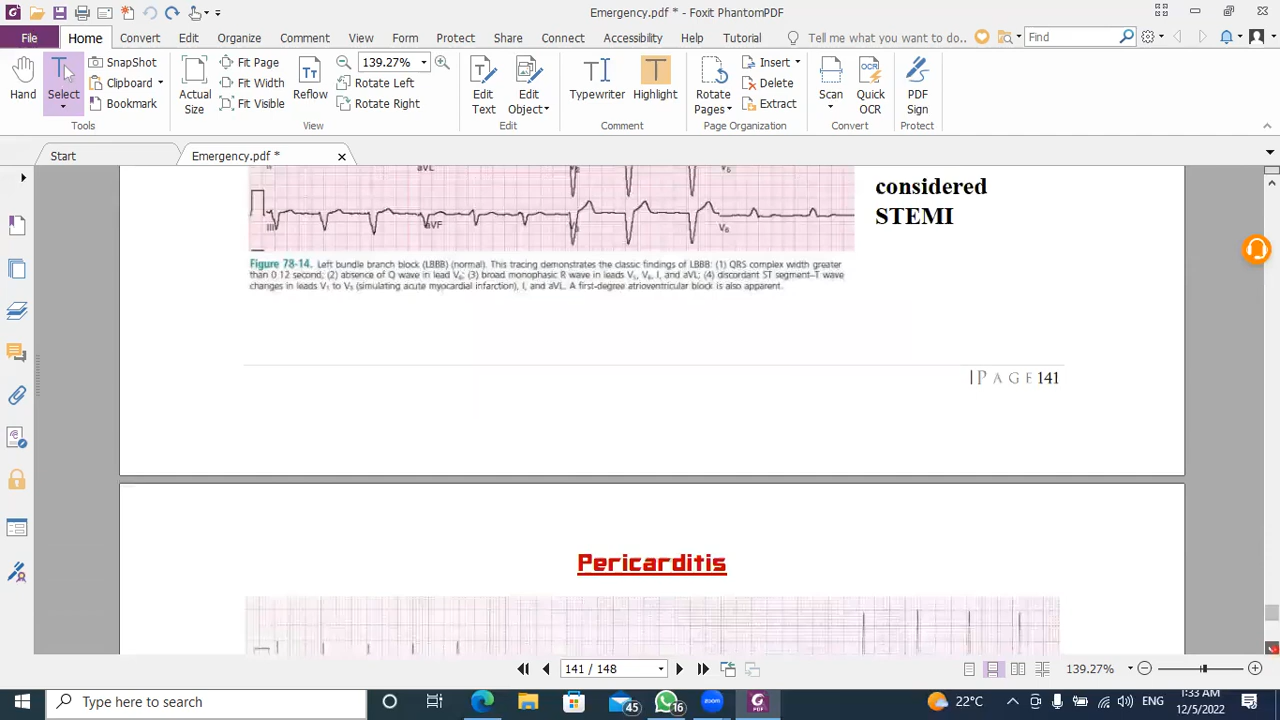 Emergency.pdf * - Foxit PhantomPDF
File Home Convert Edit Organize Comment View Form Protect Share Connect Accessibility Help Tutorial Tell me what you want to do.. Find
Hand
Select
SnapShot
Clipboard
Bookmark
Tools
Actual Size
Fit Page
Fit Width
Fit Visible
Reflow
139.27%
Rotate Left
Rotate Right
View
Edit Text
Edit Object
Edit
Typewriter
Highlight
Comment
Rotate Pages
Insert
Delete
Extract
Page Organization
Scan
Quick OCR
Convert
PDF Sign
Protect
Start
Emergency.pdf *
aVL
III
aVF
V6
considered
STEMI
Figure 78-14. Left bundle branch block (LBBB) (normal). This tracing demonstrates the classic findings of LBBB: (1) QRS complex width greater
than 0 12 second; (2) absence of Q wave in lead V6; (3) broad monophasic R wave in leads V5, V6, I, and aVL; (4) discordant ST segment–T wave
changes in leads V1 to V3 (simulating acute myocardial infarction), I, and aVL. A first-degree atrioventricular block is also apparent.
| P A G E 141
Pericarditis
141 / 148
139.27%
Type here to search
45
16
22°C
ENG
1:33 AM
12/5/2022